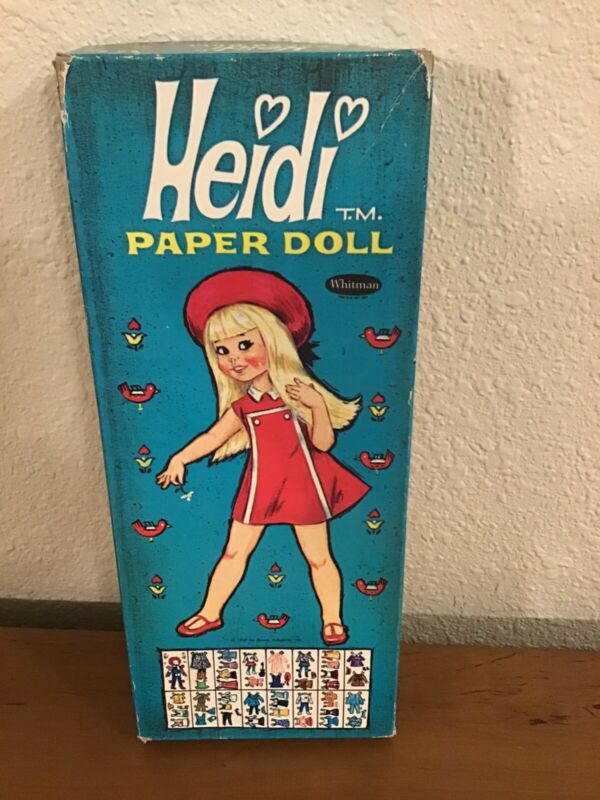 Heidi
T.M.
PAPER DOLL
Whitman